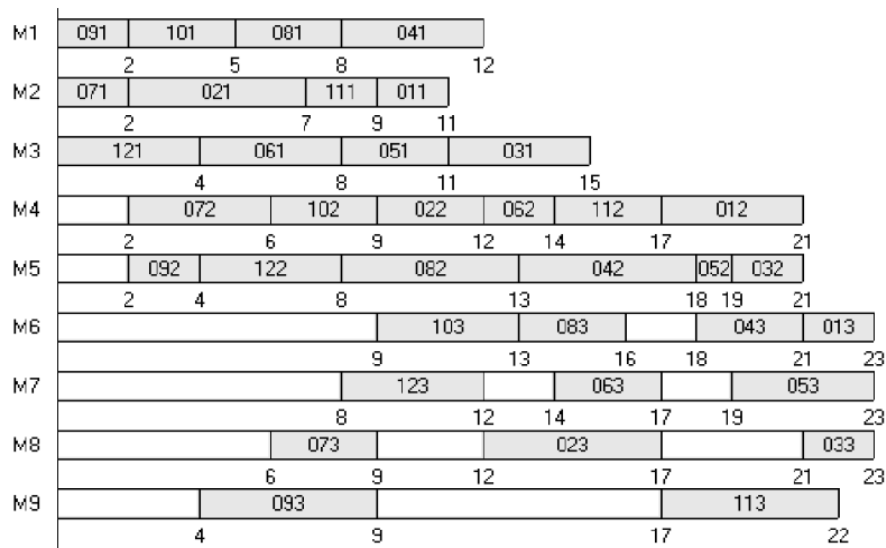 M1 091 101 081 041
2 5 8 12
M2 071 021 111 011
2 7 9 11
M3 121 061 051 031
4 8 11 15
M4 072 102 022 062 112 012
2 6 9 12 14 17 21
M5 092 122 082 042 052 032
2 4 8 13 18 19 21
M6 103 083 043 013
9 13 16 18 21 23
M7 123 063 053
8 12 14 17 19 23
M8 073 023 033
6 9 12 17 21 23
M9 093 113
4 9 17 22